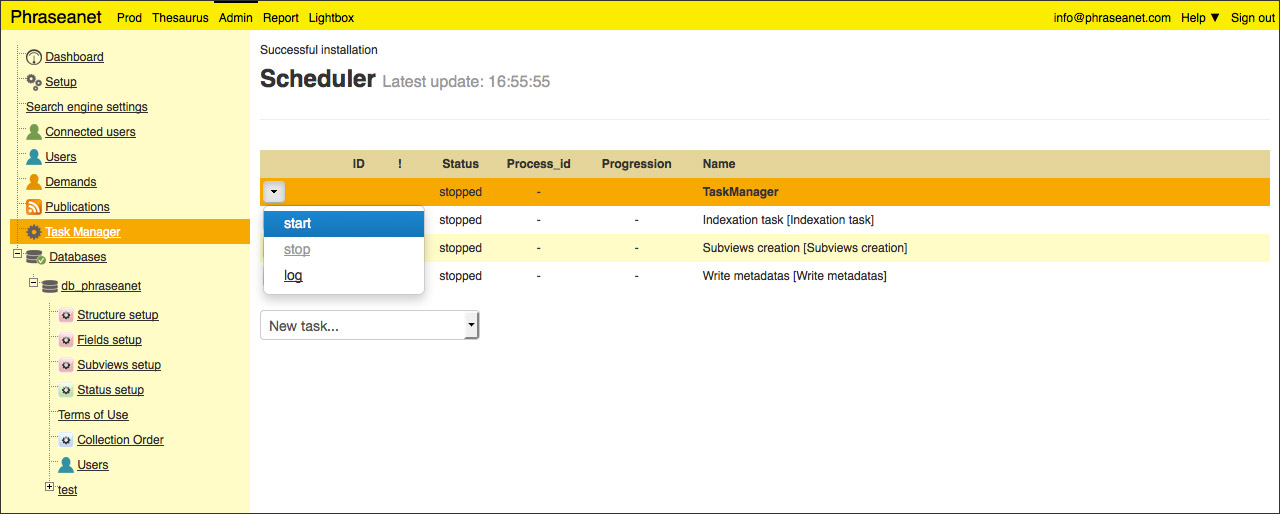 Phraseanet Prod Thesaurus Admin Report Lightbox info@phraseanet.com Help ▼ Sign out
Dashboard
Setup
Search engine settings
Connected users
Users
Demands
Publications
Task Manager
Databases
db_phraseanet
Structure setup
Fields setup
Subviews setup
Status setup
Terms of Use
Collection Order
Users
test
Successful installation
Scheduler Latest update: 16:55:55
ID ! Status Process_id Progression Name
stopped - TaskManager
start
stop
log
stopped - - Indexation task [Indexation task]
stopped - - Subviews creation [Subviews creation]
stopped - - Write metadatas [Write metadatas]
New task...